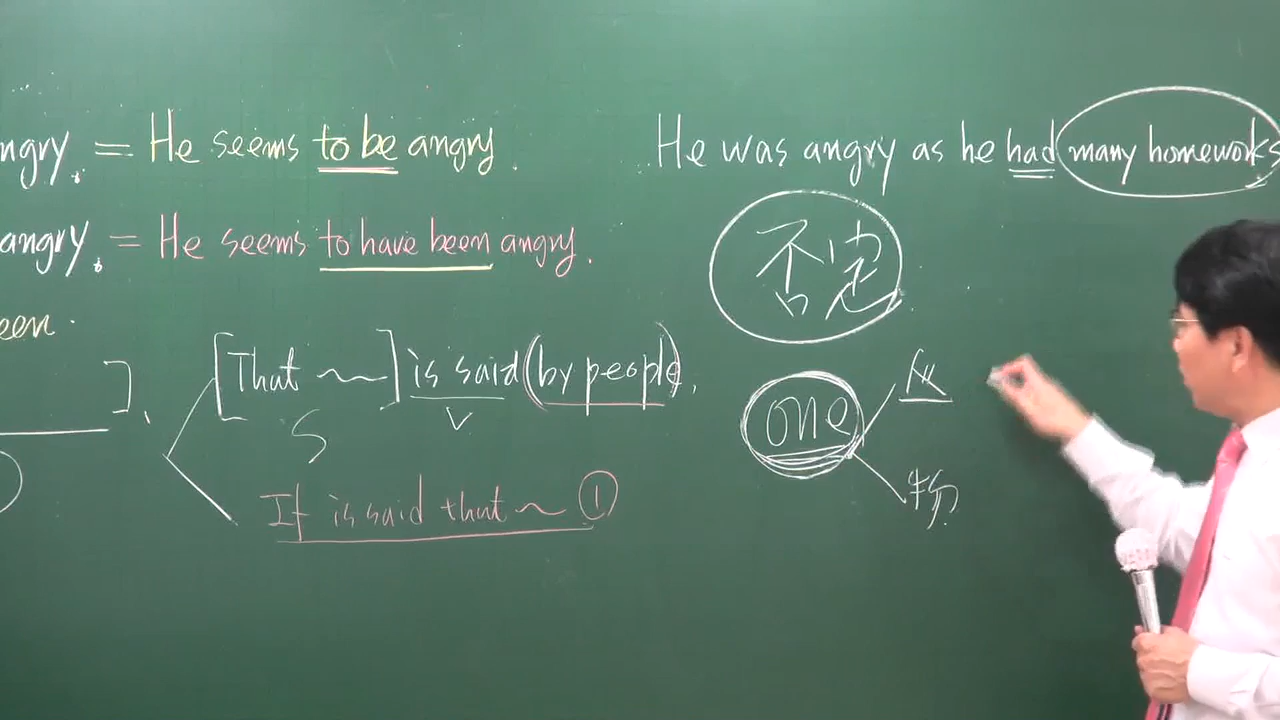 ngry. = He seems to be angry.
angry. = He seems to have been angry.
een.
]. [That ~] is said (by people).
S V
It is said that ~ ①
He was angry as he had many homeworks
不定
one
人
物